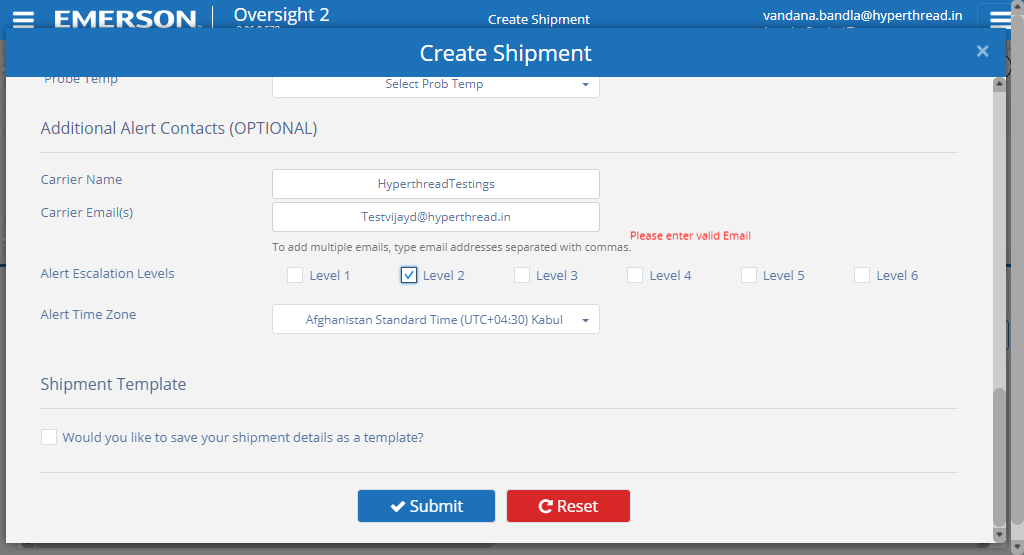 EMERSON
Oversight 2
Create Shipment
vandana.bandla@hyperthread.in
Create Shipment
×
Probe Temp
Select Prob Temp
Additional Alert Contacts (OPTIONAL)
Carrier Name
HyperthreadTestings
Carrier Email(s)
Testvijayd@hyperthread.in
Please enter valid Email
To add multiple emails, type email addresses separated with commas.
Alert Escalation Levels Level 1 Level 2 Level 3 Level 4 Level 5 Level 6
Alert Time Zone
Afghanistan Standard Time (UTC+04:30) Kabul
Shipment Template
Would you like to save your shipment details as a template?
Submit Reset